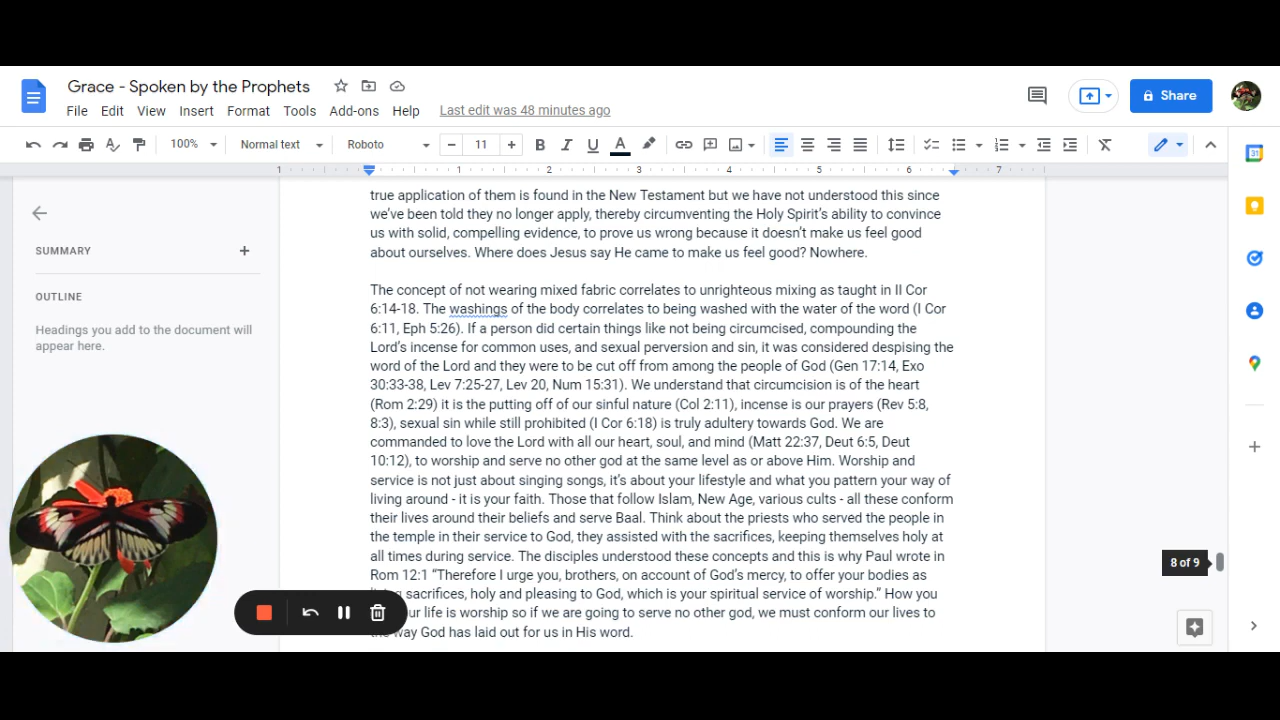 Grace - Spoken by the Prophets
File Edit View Insert Format Tools Add-ons Help Last edit was 48 minutes ago
Share
100% Normal text Roboto 11 B I U A
1 1 2 3 4 5 6 7
31
SUMMARY
OUTLINE
Headings you add to the document will
appear here.
true application of them is found in the New Testament but we have not understood this since
we've been told they no longer apply, thereby circumventing the Holy Spirit's ability to convince
us with solid, compelling evidence, to prove us wrong because it doesn't make us feel good
about ourselves. Where does Jesus say He came to make us feel good? Nowhere.
The concept of not wearing mixed fabric correlates to unrighteous mixing as taught in II Cor
6:14-18. The washings of the body correlates to being washed with the water of the word (I Cor
6:11, Eph 5:26). If a person did certain things like not being circumcised, compounding the
Lord's incense for common uses, and sexual perversion and sin, it was considered despising the
word of the Lord and they were to be cut off from among the people of God (Gen 17:14, Exo
30:33-38, Lev 7:25-27, Lev 20, Num 15:31). We understand that circumcision is of the heart
(Rom 2:29) it is the putting off of our sinful nature (Col 2:11), incense is our prayers (Rev 5:8,
8:3), sexual sin while still prohibited (I Cor 6:18) is truly adultery towards God. We are
commanded to love the Lord with all our heart, soul, and mind (Matt 22:37, Deut 6:5, Deut
10:12), to worship and serve no other god at the same level as or above Him. Worship and
service is not just about singing songs, it's about your lifestyle and what you pattern your way of
living around - it is your faith. Those that follow Islam, New Age, various cults - all these conform
their lives around their beliefs and serve Baal. Think about the priests who served the people in
the temple in their service to God, they assisted with the sacrifices, keeping themselves holy at
all times during service. The disciples understood these concepts and this is why Paul wrote in
Rom 12:1 “Therefore I urge you, brothers, on account of God's mercy, to offer your bodies as
sacrifices, holy and pleasing to God, which is your spiritual service of worship.” How you
life is worship so if we are going to serve no other god, we must conform our lives to
way God has laid out for us in His word.
8 of 9